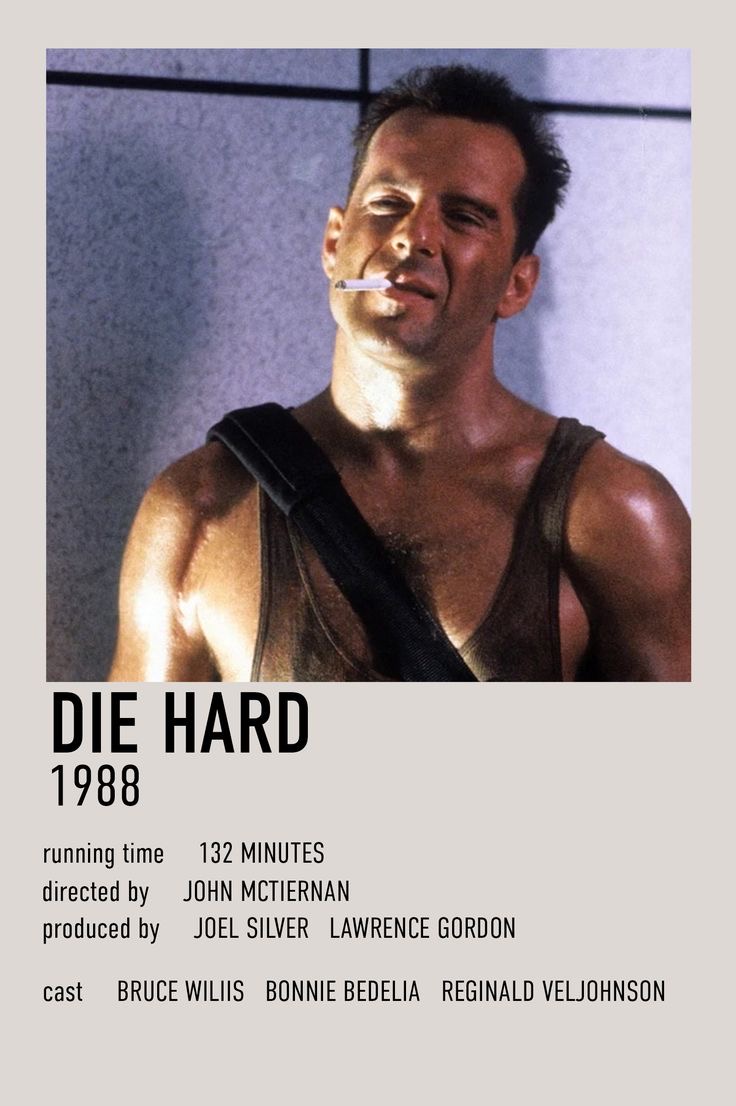 DIE HARD
1988
running time 132 MINUTES
directed by JOHN MCTIERNAN
produced by JOEL SILVER LAWRENCE GORDON
cast BRUCE WILIIS BONNIE BEDELIA REGINALD VELJOHNSON